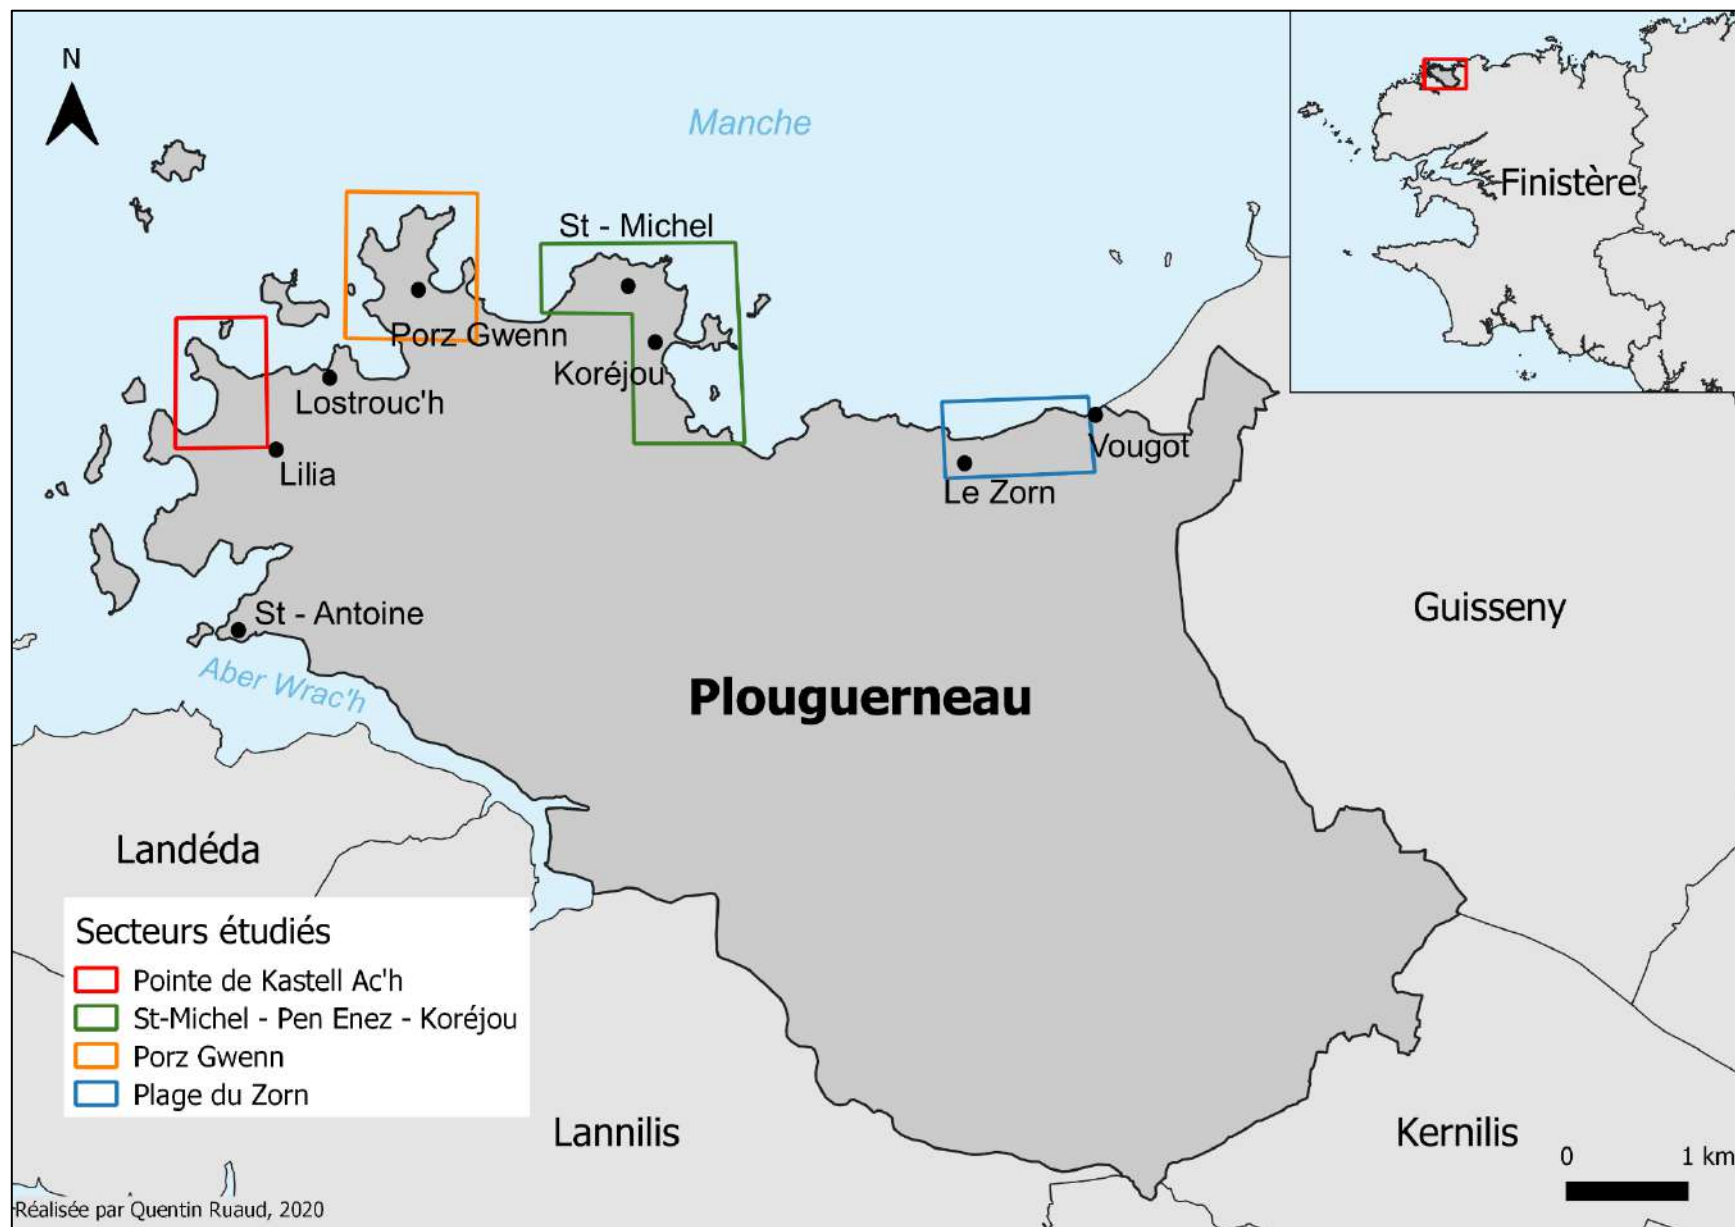 N
Manche
Finistère
St - Michel
Porz Gwenn
Koréjou
Lostrouc'h
Vougot
Lilia
Le Zorn
St - Antoine
Guisseny
Aber Wrac'h
Plouguerneau
Landéda
Secteurs étudiés
Pointe de Kastell Ac'h
St-Michel - Pen Enez - Koréjou
Porz Gwenn
Plage du Zorn
Lannilis
Kernilis
0 1 km
Réalisée par Quentin Ruaud, 2020